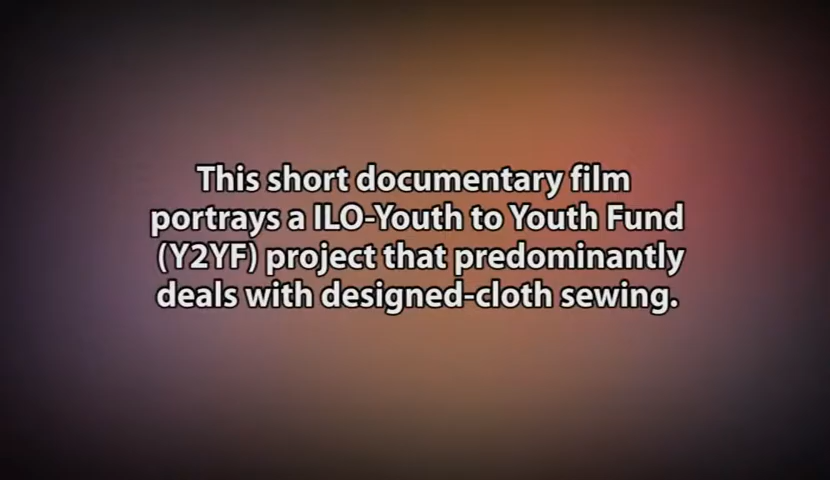 This short documentary film
portrays a ILO-Youth to Youth Fund
(Y2YF) project that predominantly
deals with designed-cloth sewing.